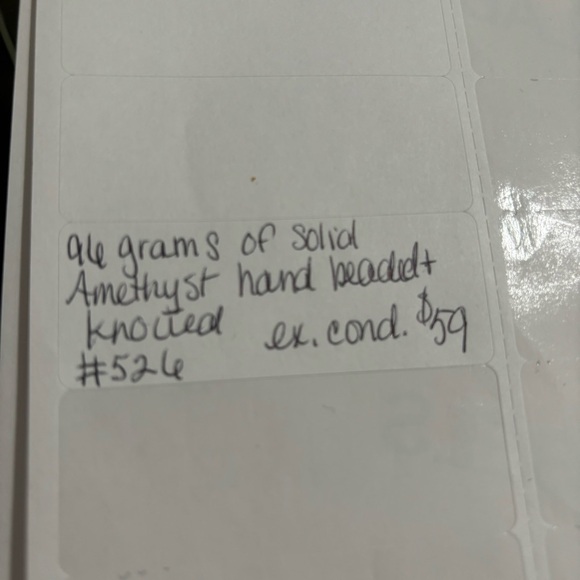 96 grams of solid
Amethyst hand beaded +
knotted ex. cond. $59
#526